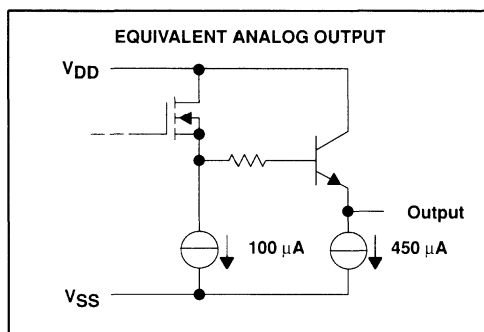 EQUIVALENT ANALOG OUTPUT
VDD
Output
100 µA
450 µA
VSS